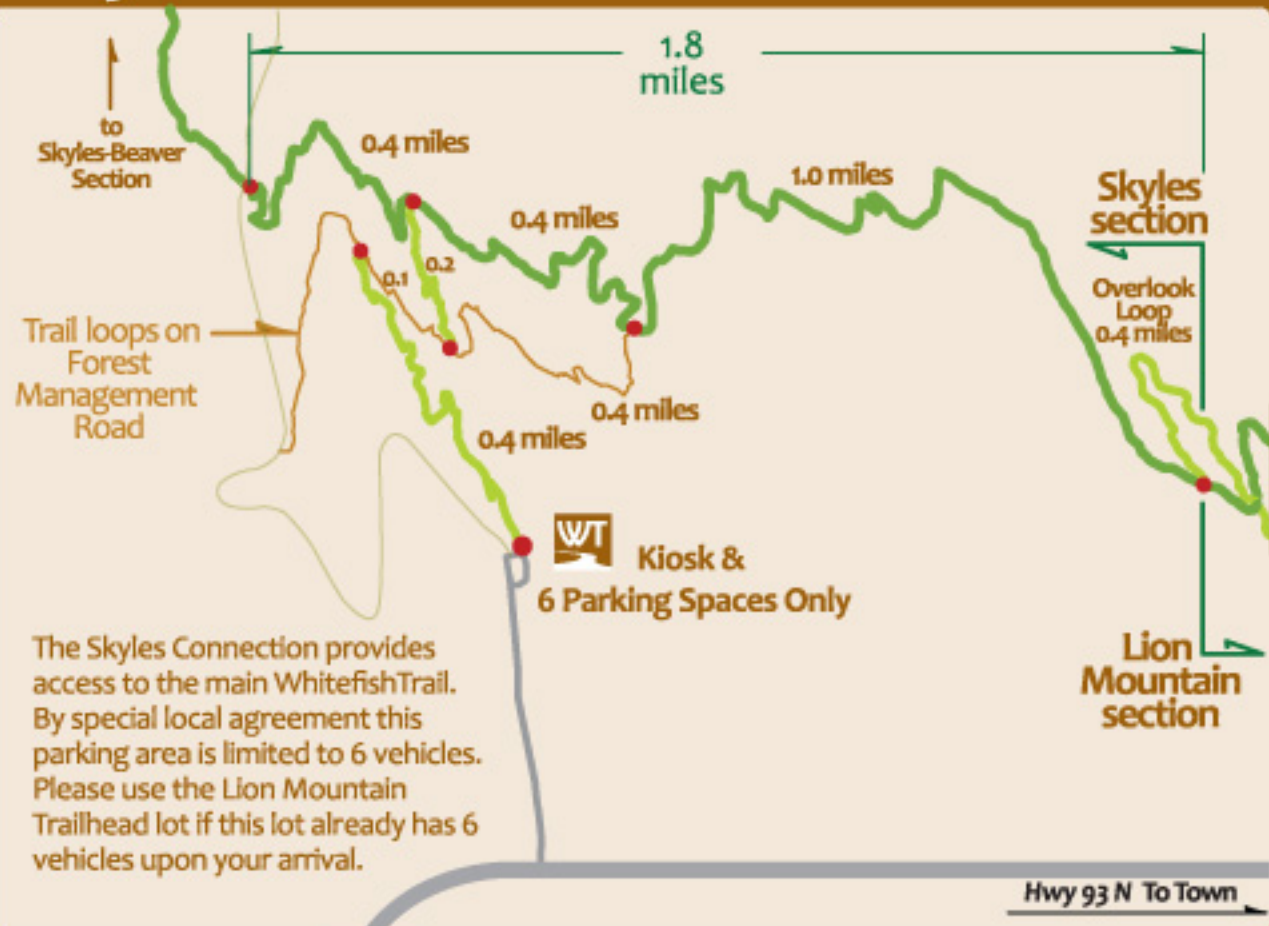 1.8
miles
to
Skyles-Beaver
Section
0.4 miles
0.4 miles
1.0 miles
Skyles
section
0.1
0.2
Overlook
Loop
0.4 miles
Trail loops on
Forest
Management
Road
0.4 miles
0.4 miles
WT
Kiosk &
6 Parking Spaces Only
The Skyles Connection provides
access to the main WhitefishTrail.
By special local agreement this
parking area is limited to 6 vehicles.
Please use the Lion Mountain
Trailhead lot if this lot already has 6
vehicles upon your arrival.
Lion
Mountain
section
Hwy 93 N To Town